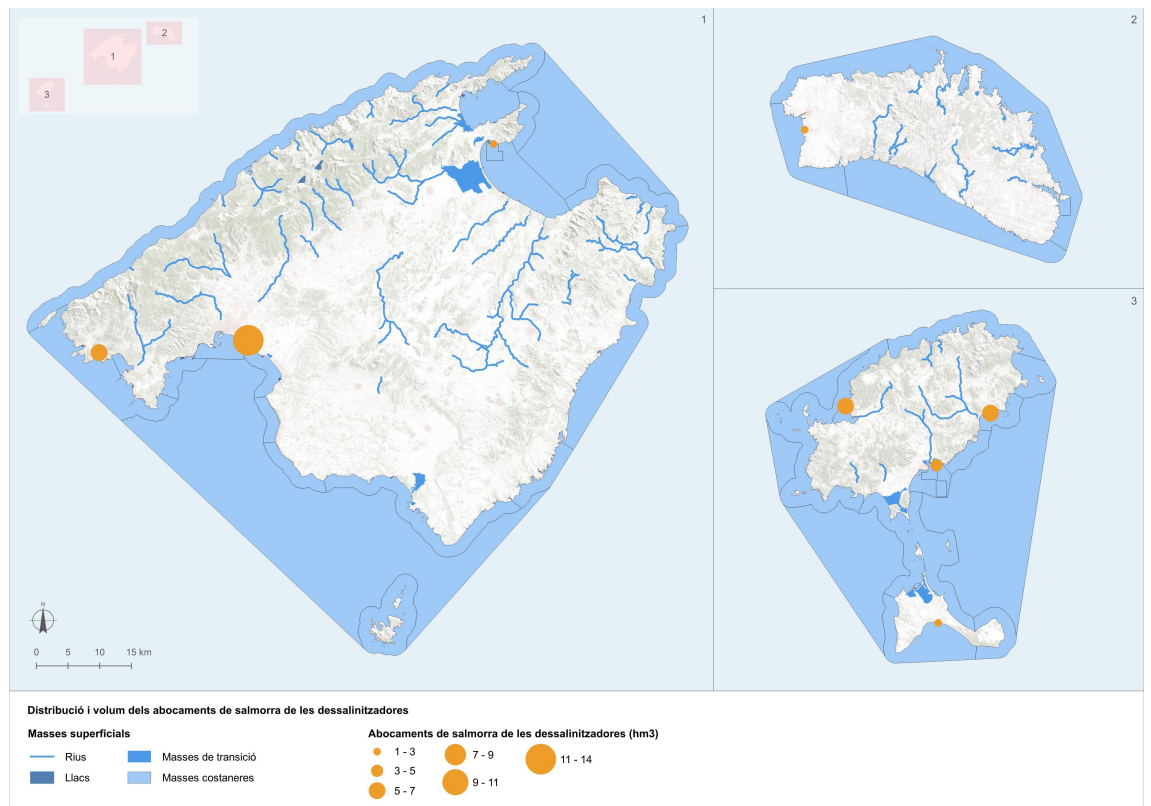 1
2
3
1
2
3
N
0 5 10 15 km
Distribució i volum dels abocaments de salmorra de les dessalinitzadores
Masses superficials
Rius
Masses de transició
Llacs
Masses costaneres
Abocaments de salmorra de les dessalinitzadores (hm3)
1 - 3
3 - 5
5 - 7
7 - 9
9 - 11
11 - 14